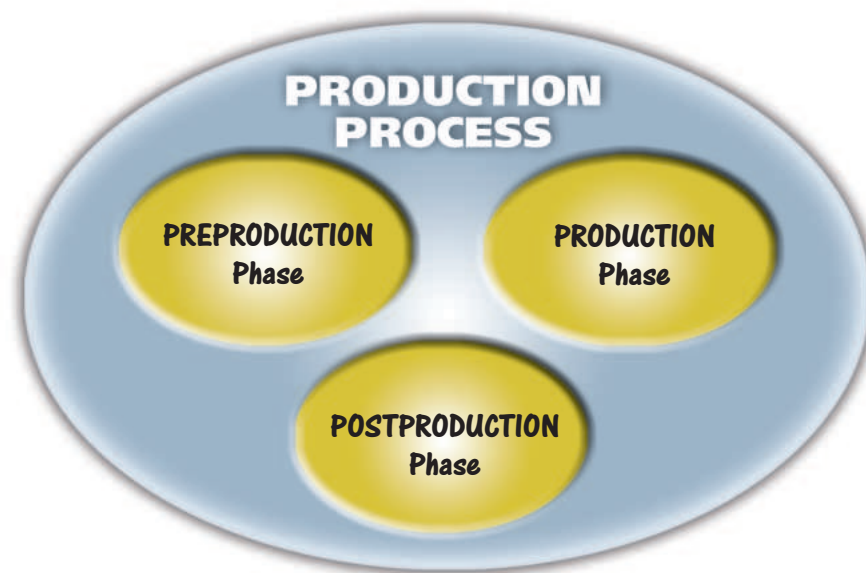 PRODUCTION
PROCESS
PREPRODUCTION
Phase
PRODUCTION
Phase
POSTPRODUCTION
Phase